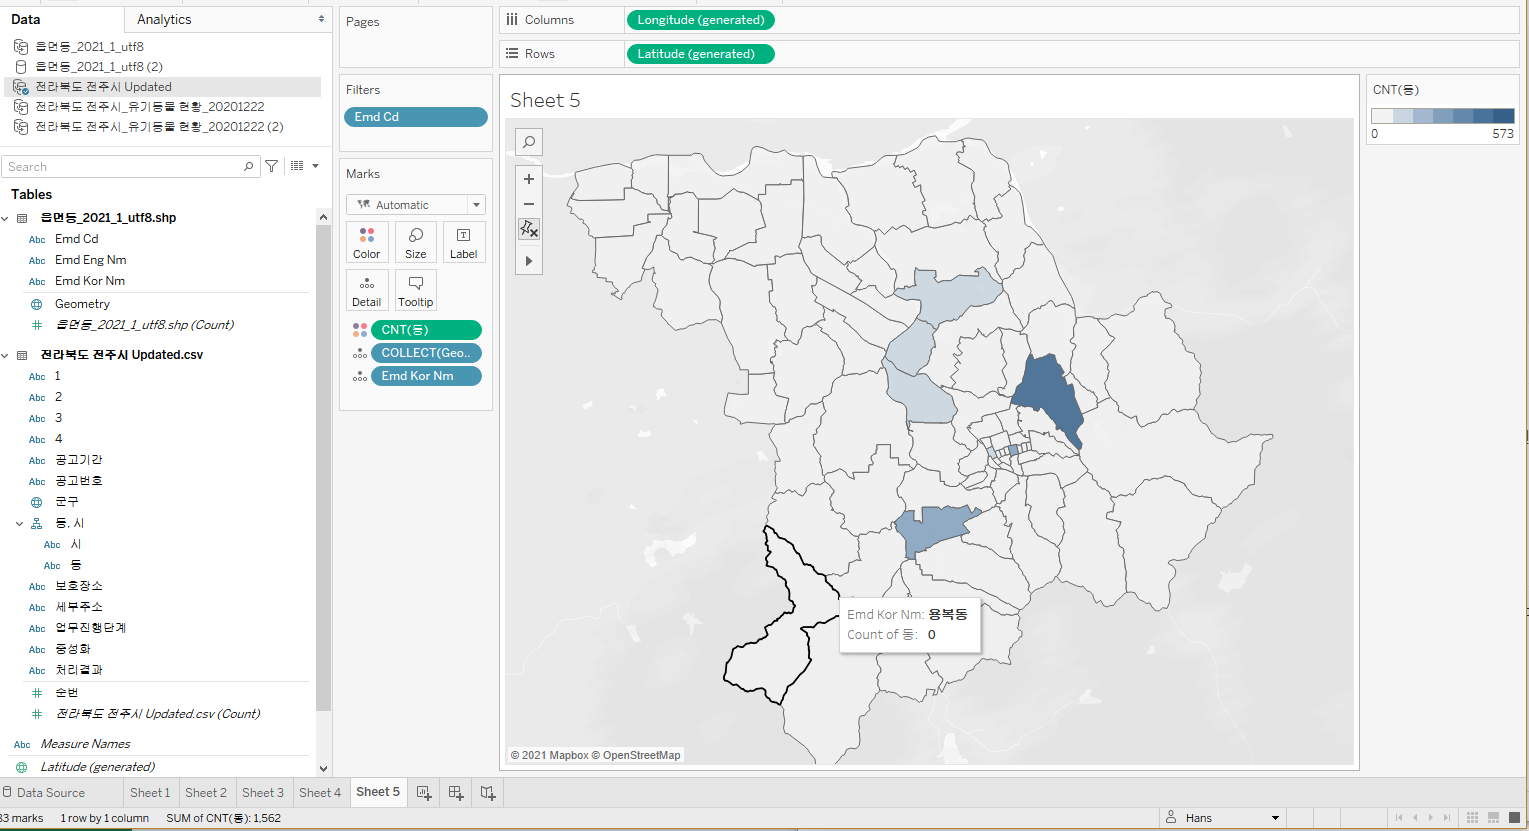 Data
Analytics
읍면동_2021_1_utf8
읍면동_2021_1_utf8 (2)
전라북도 전주시 Updated
전라북도 전주시_유기동물 현황_20201222
전라북도 전주시_유기동물 현황_20201222 (2)
Search
Tables
읍면동_2021_1_utf8.shp
Abc Emd Cd
Abc Emd Eng Nm
Abc Emd Kor Nm
Geometry
읍면동_2021_1_utf8.shp (Count)
전라북도 전주시 Updated.csv
Abc 1
Abc 2
Abc 3
Abc 4
Abc 공고기간
Abc 공고번호
군구
동, 시
Abc 시
Abc 동
Abc 보호장소
Abc 세부주소
Abc 업무진행단계
Abc 중성화
Abc 처리결과
순번
전라북도 전주시 Updated.csv (Count)
Abc Measure Names
Latitude (generated)
Pages
Filters
Emd Cd
Marks
Automatic
Color
Size
Label
Detail
Tooltip
CNT(동)
COLLECT(Geo..
Emd Kor Nm
Columns
Longitude (generated)
Rows
Latitude (generated)
Sheet 5
Emd Kor Nm: 용복동
Count of 동: 0
© 2021 Mapbox © OpenStreetMap
CNT(동)
0
573
Data Source
Sheet 1
Sheet 2
Sheet 3
Sheet 4
Sheet 5
33 marks
1 row by 1 column
SUM of CNT(동): 1,562
Hans